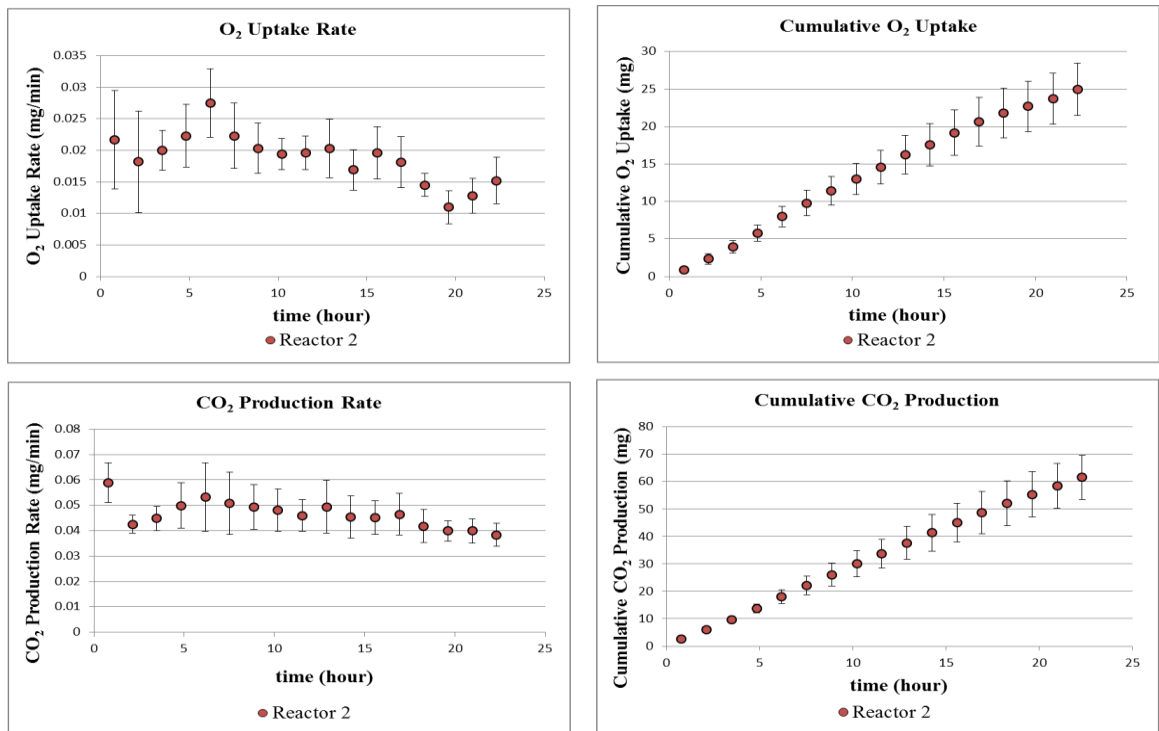 O₂ Uptake Rate
O₂ Uptake Rate (mg/min)
0.035
0.03
0.025
0.02
0.015
0.01
0.005
0
0 5 10 15 20 25
time (hour)
Reactor 2
Cumulative O₂ Uptake
Cumulative O₂ Uptake (mg)
30
25
20
15
10
5
0
0 5 10 15 20 25
time (hour)
Reactor 2
CO₂ Production Rate
CO₂ Production Rate (mg/min)
0.08
0.07
0.06
0.05
0.04
0.03
0.02
0.01
0
0 5 10 15 20 25
time (hour)
Reactor 2
Cumulative CO₂ Production
Cumulative CO₂ Production (mg)
80
70
60
50
40
30
20
10
0
0 5 10 15 20 25
time (hour)
Reactor 2